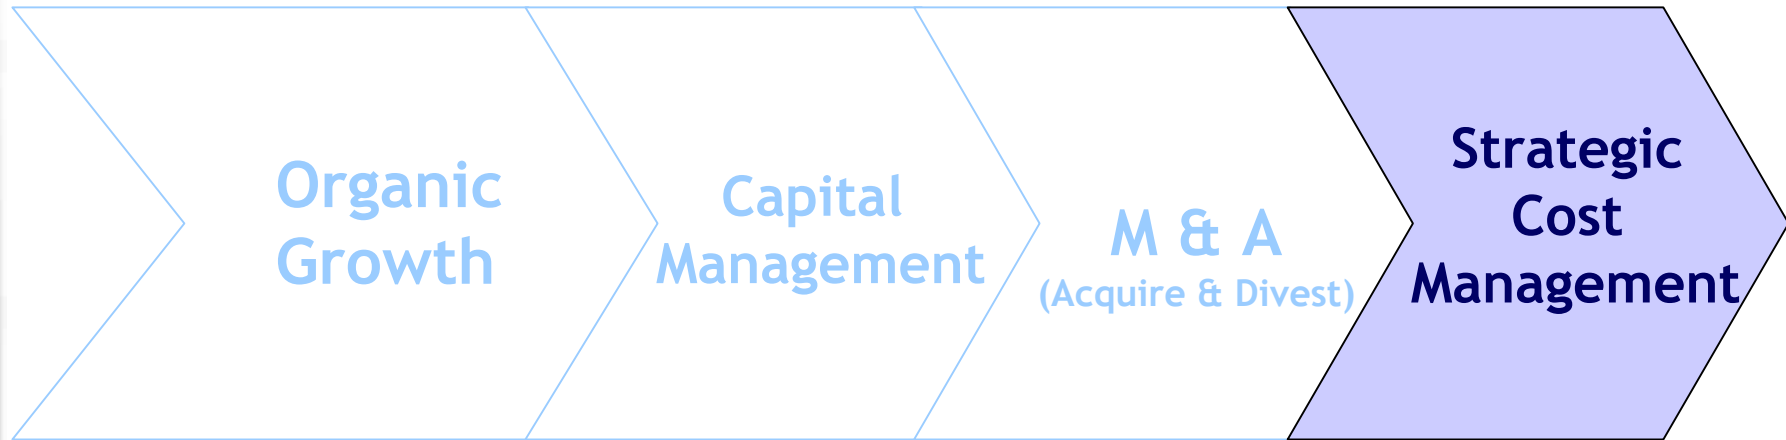 Organic
Growth
Capital
Management
M & A
(Acquire & Divest)
Strategic
Cost
Management